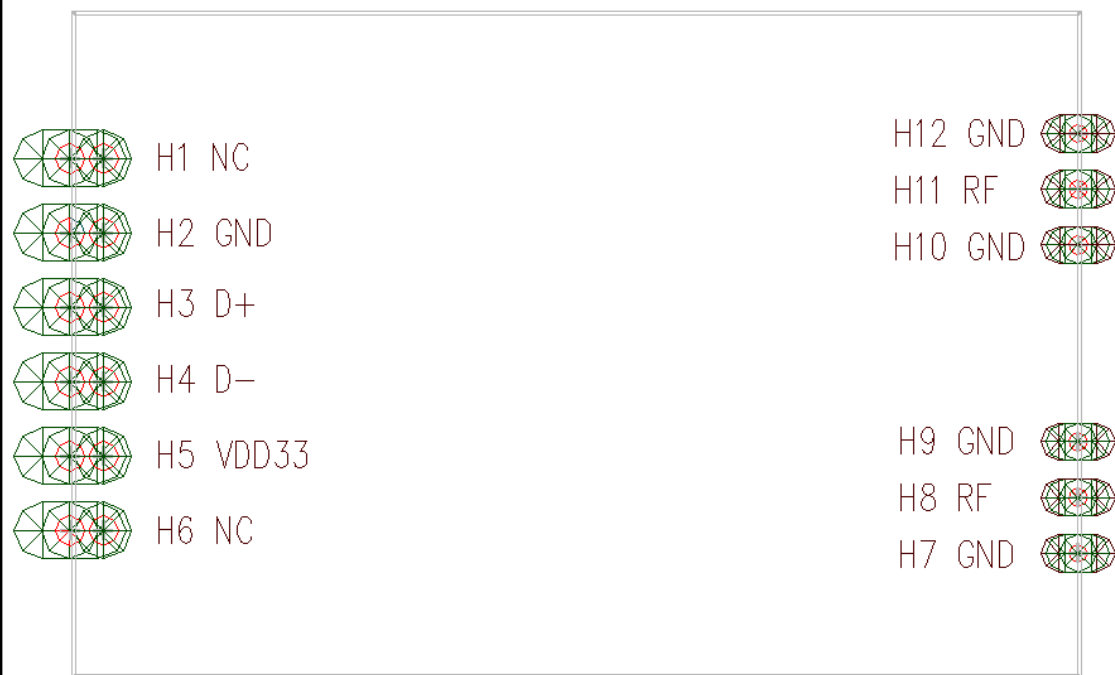 H1 NC
H2 GND
H3 D+
H4 D-
H5 VDD33
H6 NC
H12 GND
H11 RF
H10 GND
H9 GND
H8 RF
H7 GND